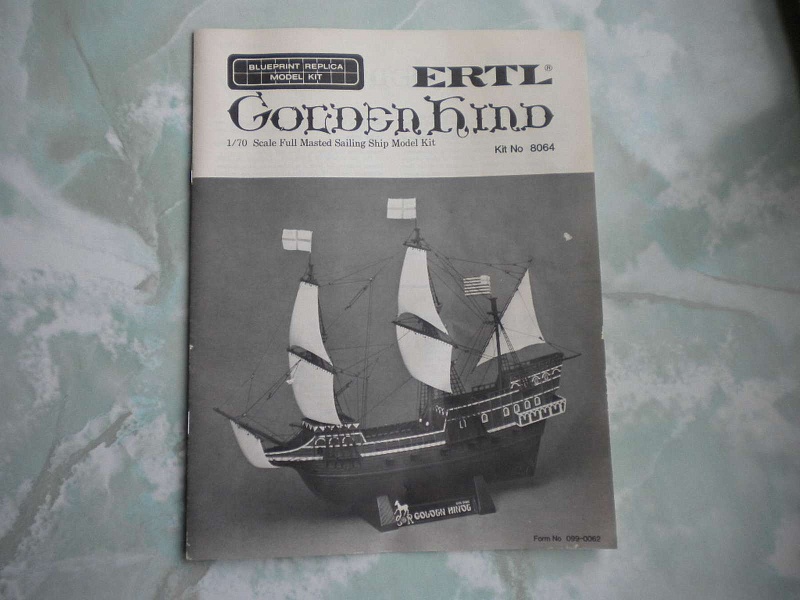 BLUEPRINT REPLICA
MODEL KIT
ERTL®
GOLDEN HIND
1/70 Scale Full Masted Sailing Ship Model Kit
Kit No 8064
GOLDEN HINDE
Form No 099-0062